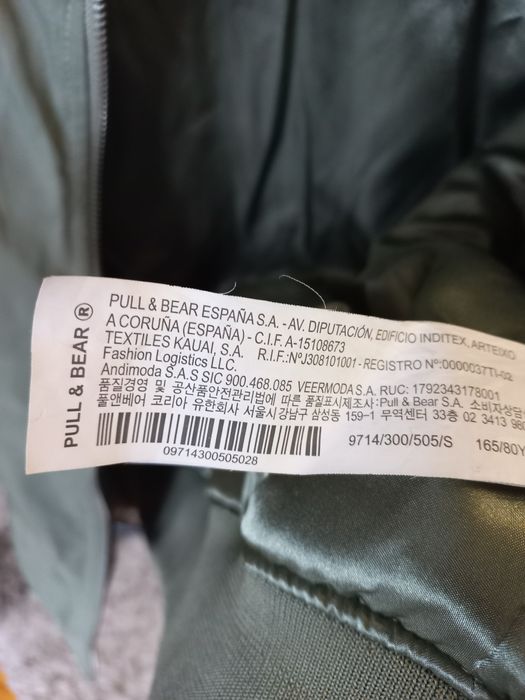 PULL & BEAR ®
PULL & BEAR ESPAÑA S.A. - AV. DIPUTACIÓN, EDIFICIO INDITEX, ARTEIXO
A CORUÑA (ESPAÑA) - C.I.F. A-15108673
TEXTILES KAUAI, S.A. R.I.F.:NºJ308101001 - REGISTRO Nº:0000037TI-02
Fashion Logistics LLC.
Andimoda S.A.S SIC 900.468.085 VEERMODA S.A. RUC: 1792343178001
품질경영 및 공산품안전관리법에 따른 품질표시제조사: Pull & Bear S.A. 소비자상담
풀앤베어 코리아 유한회사 서울시 강남구 삼성동 159-1 무역센터 33층 02 3413 980
09714300505028
9714/300/505/S 165/80Y